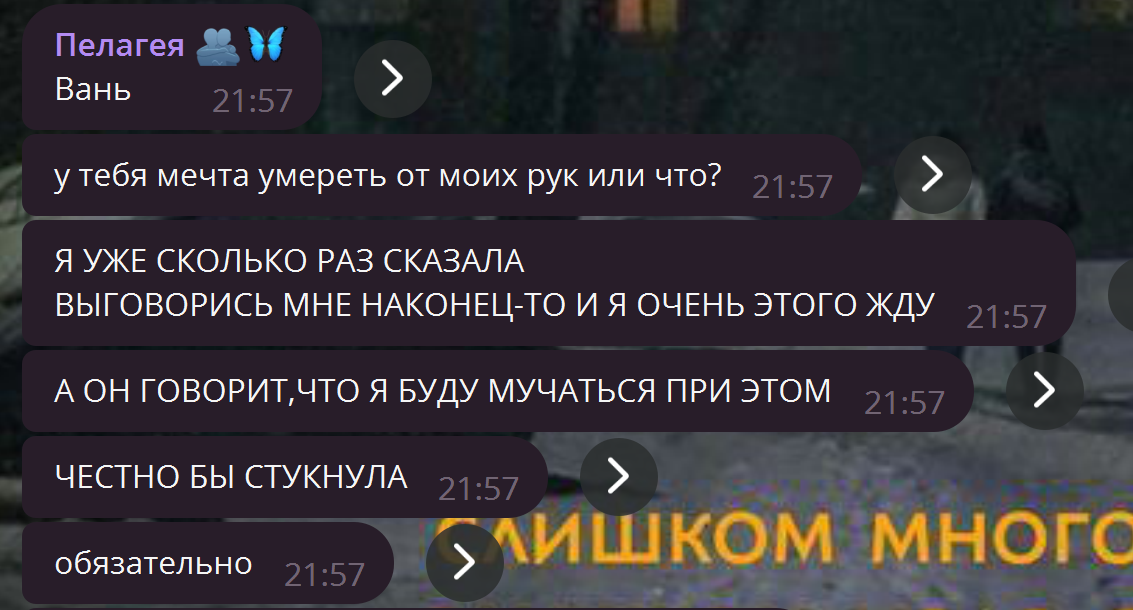 Пелагея
Вань
21:57
у тебя мечта умереть от моих рук или что?
21:57
Я УЖЕ СКОЛЬКО РАЗ СКАЗАЛА
ВЫГОВОРИСЬ МНЕ НАКОНЕЦ-ТО И Я ОЧЕНЬ ЭТОГО ЖДУ
21:57
А ОН ГОВОРИТ,ЧТО Я БУДУ МУЧАТЬСЯ ПРИ ЭТОМ
21:57
ЧЕСТНО БЫ СТУКНУЛА
21:57
СЛИШКОМ МНОГО
обязательно
21:57